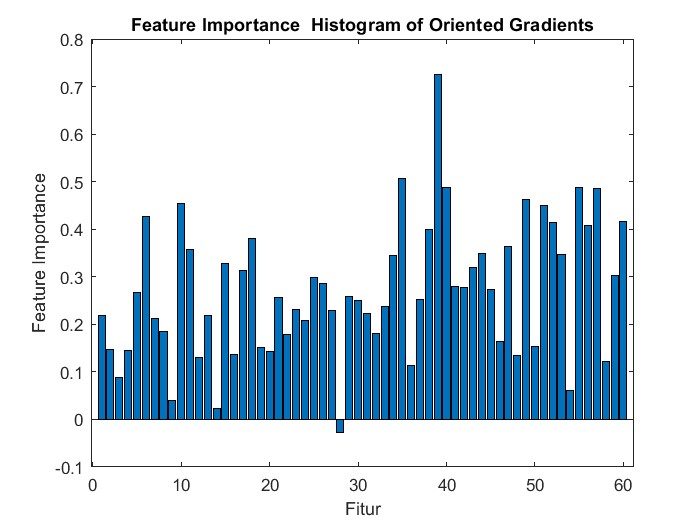 Feature Importance  Histogram of Oriented Gradients
0.8
0.7
0.6
0.5
0.4
0.3
0.2
0.1
0
-0.1
Feature Importance
0 10 20 30 40 50 60
Fitur